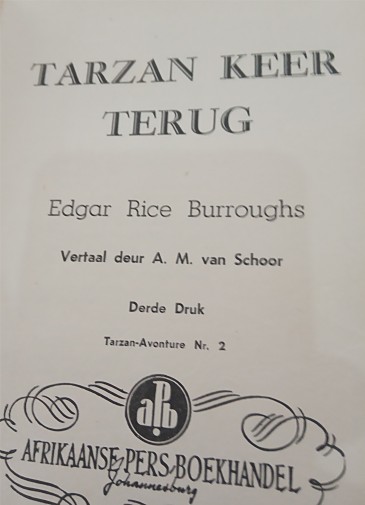 TARZAN KEER
TERUG
Edgar Rice Burroughs
Vertaal deur A. M. van Schoor
Derde Druk
Tarzan-Avonture Nr. 2
apb
AFRIKAANSE PERS BOEKHANDEL
Johannesburg